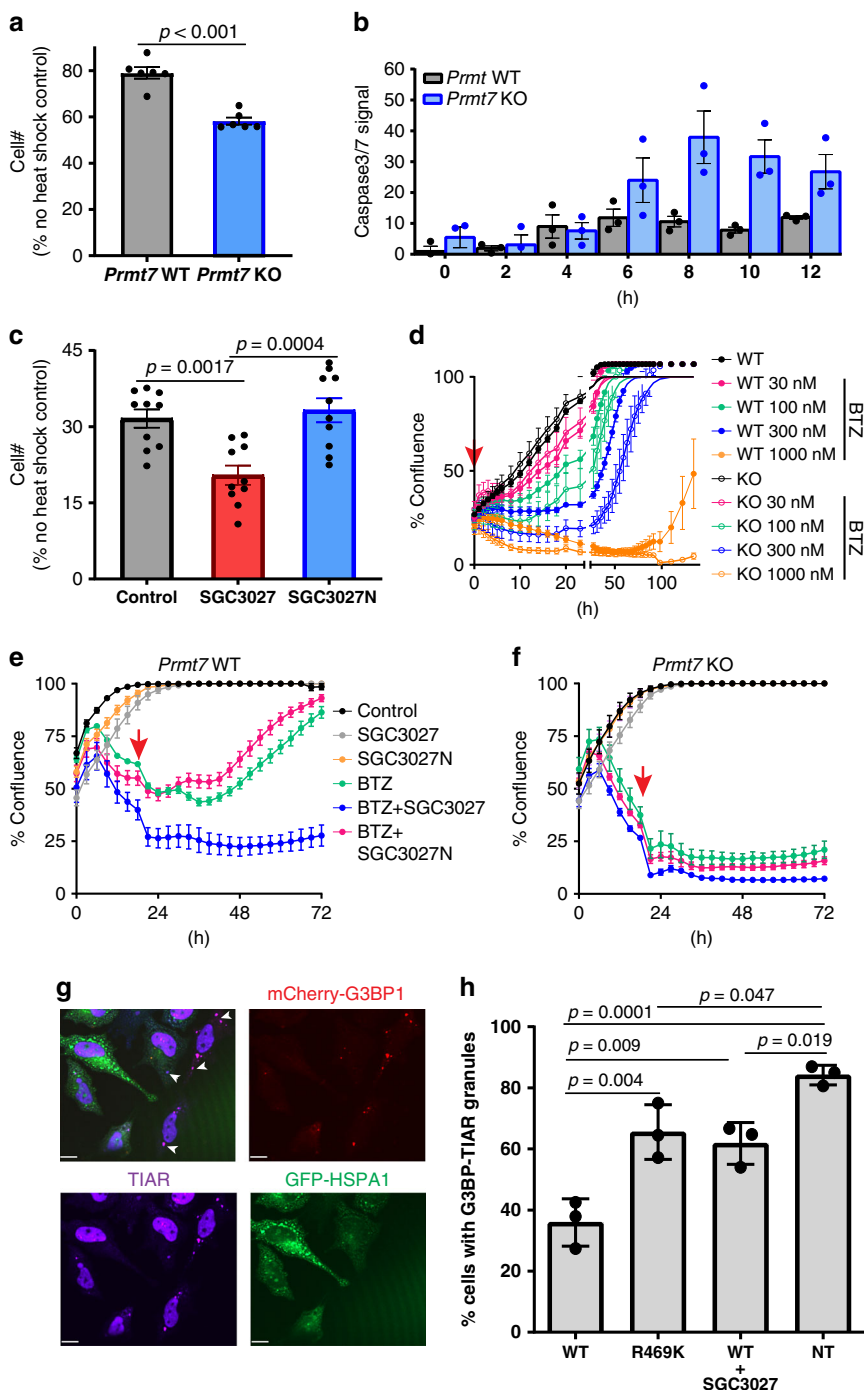 a
p < 0.001
80
60
40
20
0
Cell#
(% no heat shock control)
Prmt7 WT
Prmt7 KO
b
Prmt WT
Prmt7 KO
60
50
40
30
20
10
0
Caspase3/7 signal
0 2 4 6 8 10 12
(h)
c
p = 0.0017
p = 0.0004
45
30
15
0
Cell#
(% no heat shock control)
Control
SGC3027
SGC3027N
d
100
50
0
% Confluence
0 10 20 50 100
(h)
WT
WT 30 nM
WT 100 nM
WT 300 nM
WT 1000 nM
BTZ
KO
KO 30 nM
KO 100 nM
KO 300 nM
KO 1000 nM
BTZ
e
Prmt7 WT
100
75
50
25
0
% Confluence
0 24 48 72
(h)
Control
SGC3027
SGC3027N
BTZ
BTZ+SGC3027
BTZ+
SGC3027N
f
Prmt7 KO
100
75
50
25
0
% Confluence
0 24 48 72
(h)
g
mCherry-G3BP1
TIAR
GFP-HSPA1
h
p = 0.047
p = 0.0001
p = 0.009
p = 0.019
p = 0.004
100
80
60
40
20
0
% cells with G3BP-TIAR granules
WT
R469K
WT
+
SGC3027
NT